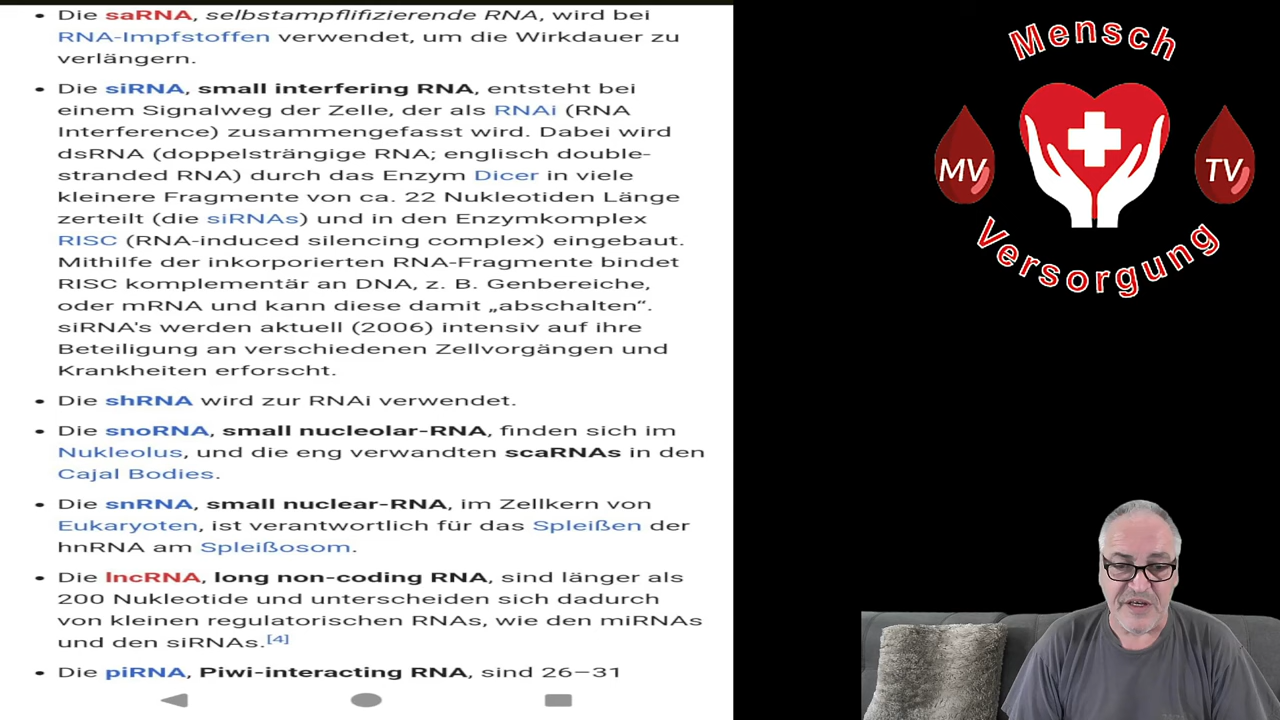 Die saRNA, selbstampflifizierende RNA, wird bei
RNA-Impfstoffen verwendet, um die Wirkdauer zu
verlängern.
Die siRNA, small interfering RNA, entsteht bei
einem Signalweg der Zelle, der als RNAi (RNA
Interference) zusammengefasst wird. Dabei wird
dsRNA (doppelsträngige RNA; englisch double-
stranded RNA) durch das Enzym Dicer in viele
kleinere Fragmente von ca. 22 Nukleotiden Länge
zerteilt (die siRNAs) und in den Enzymkomplex
RISC (RNA-induced silencing complex) eingebaut.
Mithilfe der inkorporierten RNA-Fragmente bindet
RISC komplementär an DNA, z. B. Genbereiche,
oder mRNA und kann diese damit „abschalten“.
siRNA's werden aktuell (2006) intensiv auf ihre
Beteiligung an verschiedenen Zellvorgängen und
Krankheiten erforscht.
Die shRNA wird zur RNAi verwendet.
Die snoRNA, small nucleolar-RNA, finden sich im
Nukleolus, und die eng verwandten scaRNAs in den
Cajal Bodies.
Die snRNA, small nuclear-RNA, im Zellkern von
Eukaryoten, ist verantwortlich für das Spleißen der
hnRNA am Spleißosom.
Die lncRNA, long non-coding RNA, sind länger als
200 Nukleotide und unterscheiden sich dadurch
von kleinen regulatorischen RNAs, wie den miRNAs
und den siRNAs.[4]
Die piRNA, Piwi-interacting RNA, sind 26–31
Mensch
MV
TV
Versorgung